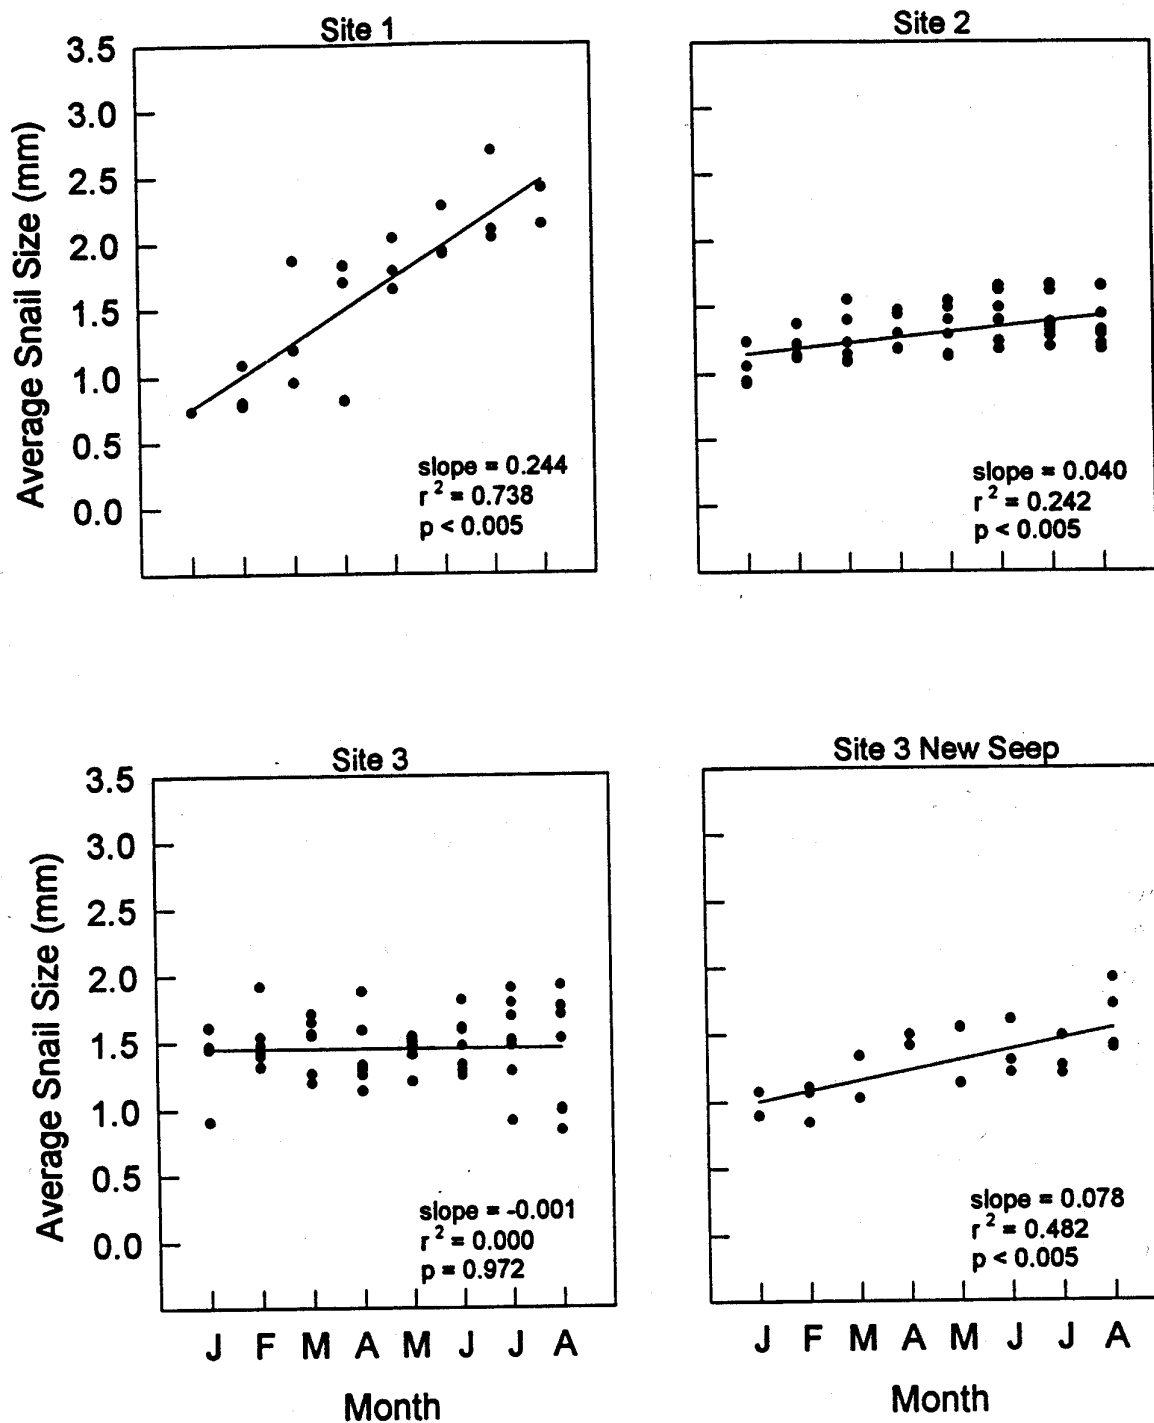 Site 1
Site 2
3.5
3.0
2.5
2.0
1.5
1.0
0.5
0.0
Average Snail Size (mm)
slope = 0.244
r² = 0.738
p < 0.005
slope = 0.040
r² = 0.242
p < 0.005
Site 3
Site 3 New Seep
3.5
3.0
2.5
2.0
1.5
1.0
0.5
0.0
Average Snail Size (mm)
slope = -0.001
r² = 0.000
p = 0.972
slope = 0.078
r² = 0.482
p < 0.005
J F M A M J J A
J F M A M J J A
Month
Month